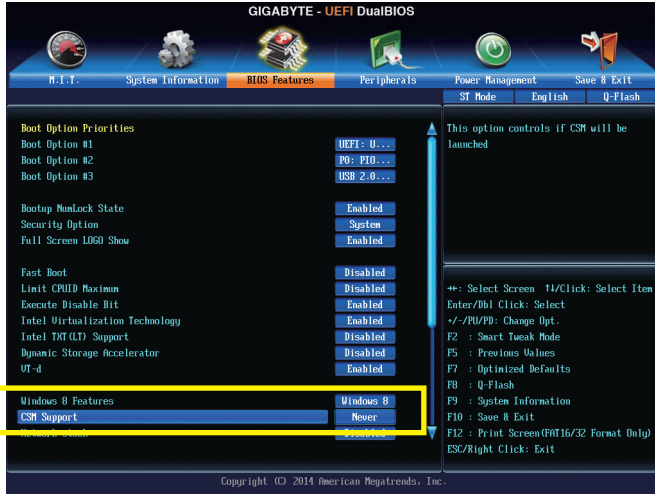 GIGABYTE - UEFI DualBIOS
M.I.T. System Information BIOS Features Peripherals Power Management Save & Exit
ST Mode English Q-Flash
Boot Option Priorities
Boot Option #1 UEFI: U...
Boot Option #2 P0: PIO...
Boot Option #3 USB 2.0...
Bootup NumLock State Enabled
Security Option System
Full Screen LOGO Show Enabled
Fast Boot Disabled
Limit CPUID Maximum Disabled
Execute Disable Bit Enabled
Intel Virtualization Technology Enabled
Intel TXT(LT) Support Disabled
Dynamic Storage Accelerator Disabled
VT-d Enabled
Windows 8 Features Windows 8
CSM Support Never
Network stack Disabled
This option controls if CSM will be
launched
→←: Select Screen ↑↓/Click: Select Item
Enter/Dbl Click: Select
+/-/PU/PD: Change Opt.
F2 : Smart Tweak Mode
F5 : Previous Values
F7 : Optimized Defaults
F8 : Q-Flash
F9 : System Information
F10 : Save & Exit
F12 : Print Screen(FAT16/32 Format Only)
ESC/Right Click: Exit
Copyright (C) 2014 American Megatrends, Inc.